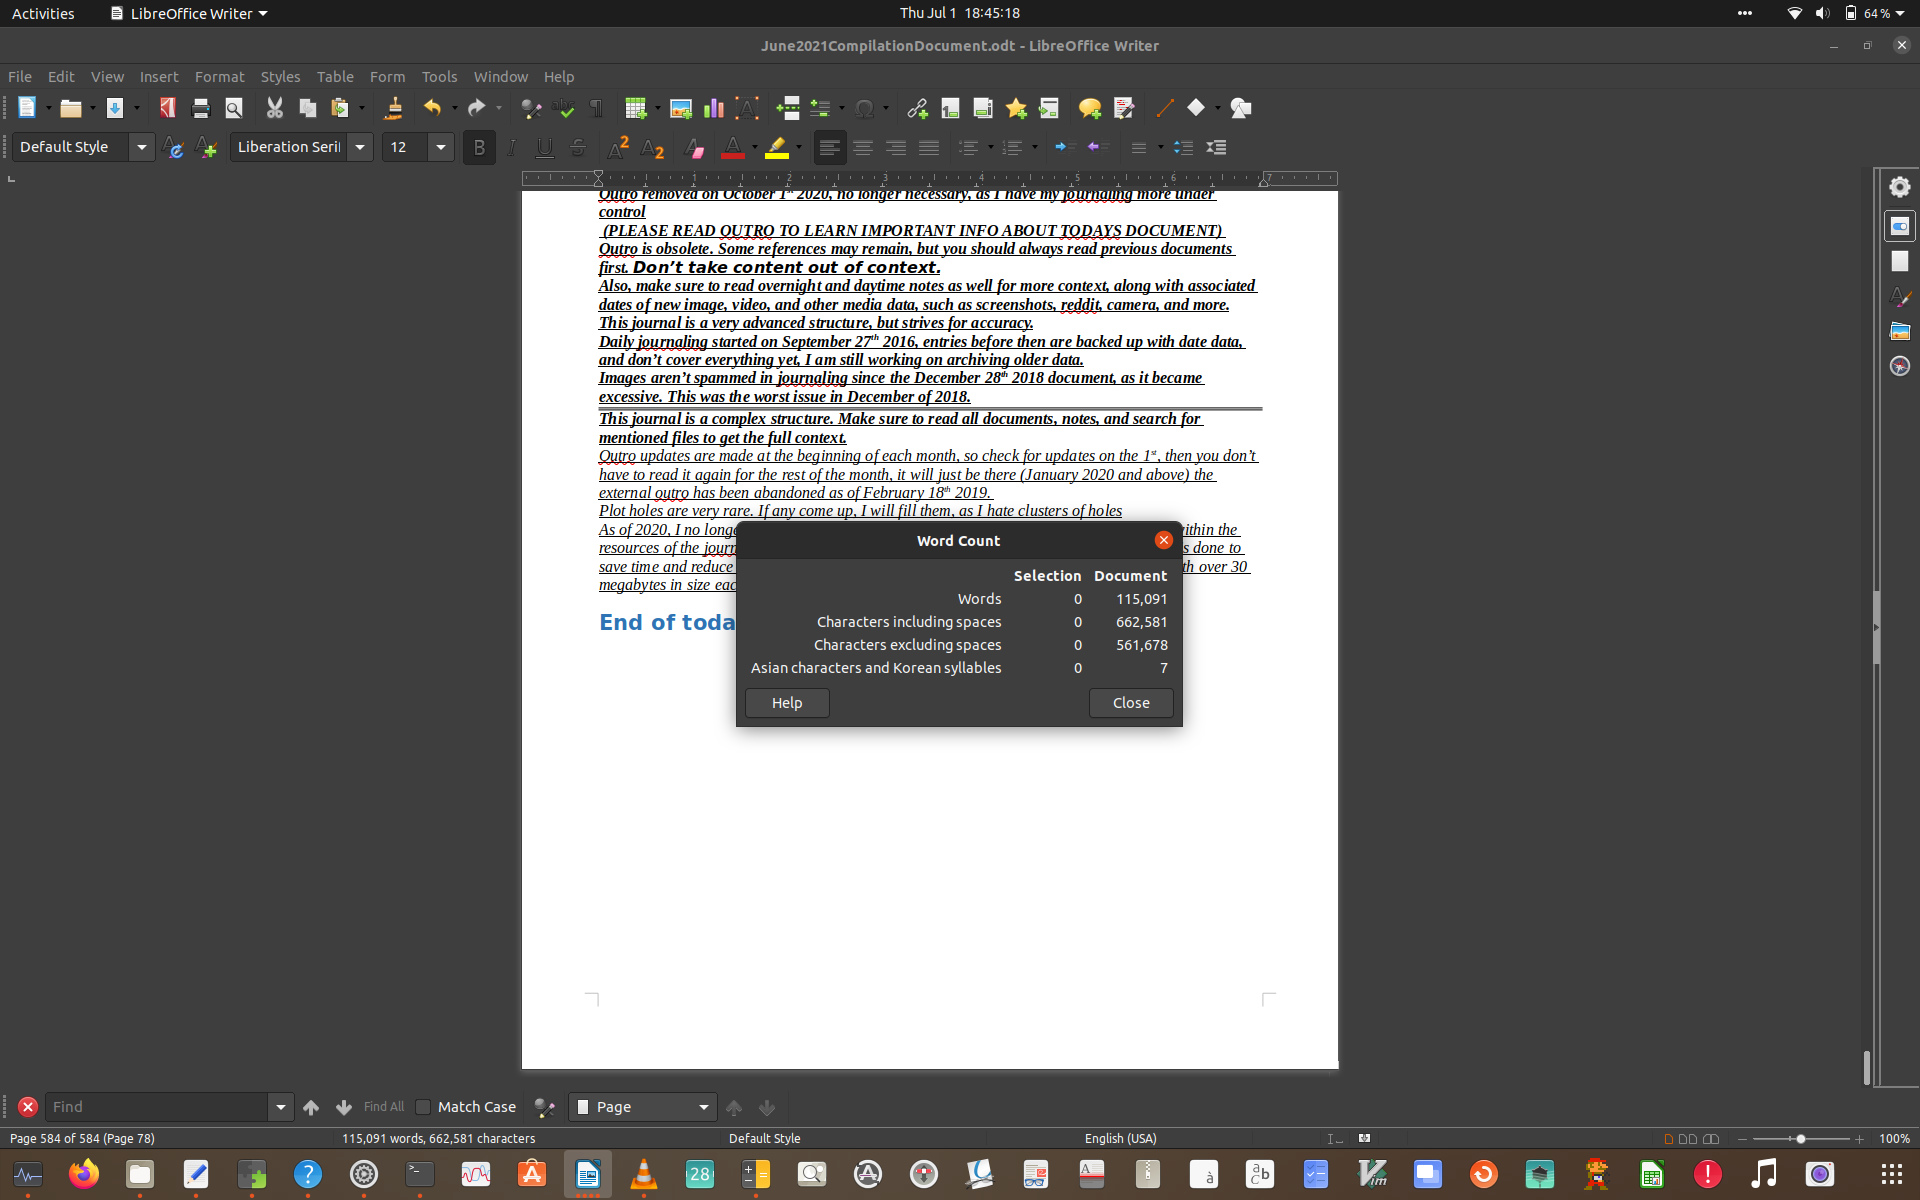 Activities
LibreOffice Writer
Thu Jul 1 18:45:18
64 %
June2021CompilationDocument.odt - LibreOffice Writer
File Edit View Insert Format Styles Table Form Tools Window Help
Default Style
Liberation Seri
12
1 2 3 4 5 6 7
Outro removed on October 1st 2020, no longer necessary, as I have my journaling more under
control
(PLEASE READ OUTRO TO LEARN IMPORTANT INFO ABOUT TODAYS DOCUMENT)
Outro is obsolete. Some references may remain, but you should always read previous documents
first. Don't take content out of context.
Also, make sure to read overnight and daytime notes as well for more context, along with associated
dates of new image, video, and other media data, such as screenshots, reddit, camera, and more.
This journal is a very advanced structure, but strives for accuracy.
Daily journaling started on September 27th 2016, entries before then are backed up with date data,
and don't cover everything yet, I am still working on archiving older data.
Images aren't spammed in journaling since the December 28th 2018 document, as it became
excessive. This was the worst issue in December of 2018.
This journal is a complex structure. Make sure to read all documents, notes, and search for
mentioned files to get the full context.
Outro updates are made at the beginning of each month, so check for updates on the 1st, then you don't
have to read it again for the rest of the month, it will just be there (January 2020 and above) the
external outro has been abandoned as of February 18th 2019.
Plot holes are very rare. If any come up, I will fill them, as I hate clusters of holes
As of 2020, I no longe ithin the
resources of the journ s done to
save time and reduce th over 30
megabytes in size eac
End of toda
Word Count
Selection Document
Words 0 115,091
Characters including spaces 0 662,581
Characters excluding spaces 0 561,678
Asian characters and Korean syllables 0 7
Help
Close
Find
Find All
Match Case
Page
Page 584 of 584 (Page 78)
115,091 words, 662,581 characters
Default Style
English (USA)
100%
28